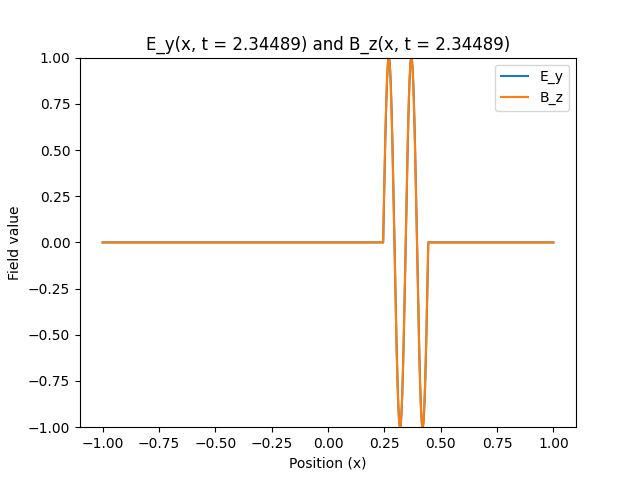 E_y(x, t = 2.34489) and B_z(x, t = 2.34489)
1.00
0.75
0.50
0.25
0.00
−0.25
−0.50
−0.75
−1.00
Field value
E_y
B_z
−1.00 −0.75 −0.50 −0.25 0.00 0.25 0.50 0.75 1.00
Position (x)